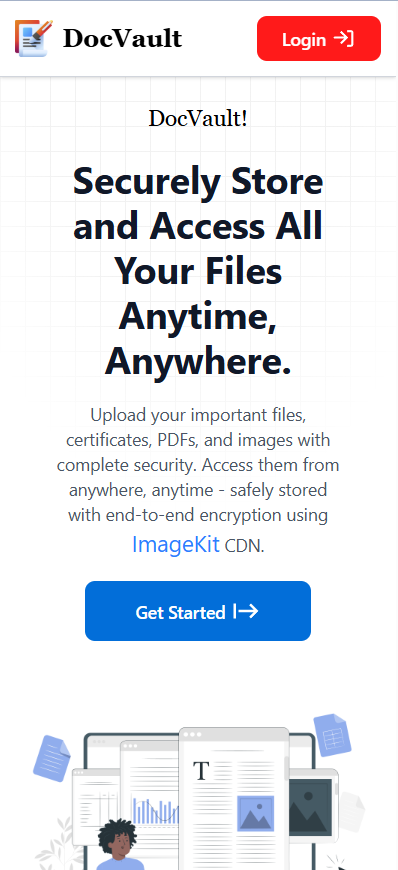 DocVault
Login
DocVault!
Securely Store
and Access All
Your Files
Anytime,
Anywhere.
Upload your important files,
certificates, PDFs, and images with
complete security. Access them from
anywhere, anytime - safely stored
with end-to-end encryption using
ImageKit CDN.
Get Started
T